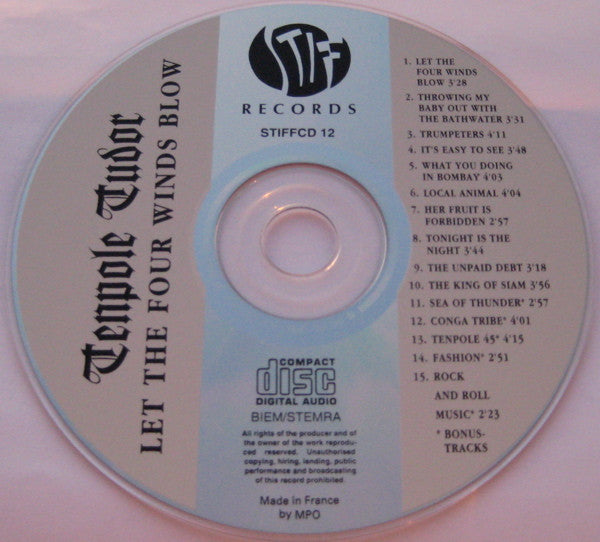 STIFF
RECORDS
STIFFCD 12
Tenpole Tudor
LET THE FOUR WINDS BLOW
1. LET THE
FOUR WINDS
BLOW 3'28
2. THROWING MY
BABY OUT WITH
THE BATHWATER 3'31
3. TRUMPETERS 4'11
4. IT'S EASY TO SEE 3'48
5. WHAT YOU DOING
IN BOMBAY 4'03
6. LOCAL ANIMAL 4'04
7. HER FRUIT IS
FORBIDDEN 2'57
8. TONIGHT IS THE
NIGHT 3'44
9. THE UNPAID DEBT 3'18
10. THE KING OF SIAM 3'56
11. SEA OF THUNDER* 2'57
12. CONGA TRIBE* 4'01
13. TENPOLE 45* 4'15
14. FASHION* 2'51
15. ROCK
AND ROLL
MUSIC* 2'23
* BONUS-
TRACKS
COMPACT
disc
DIGITAL AUDIO
BIEM/STEMRA
All rights of the producer and of
the owner of the work reprodu-
ced reserved. Unauthorised
copying, hiring, lending, public
performance and broadcasting
of this record prohibited.
Made in France
by MPO